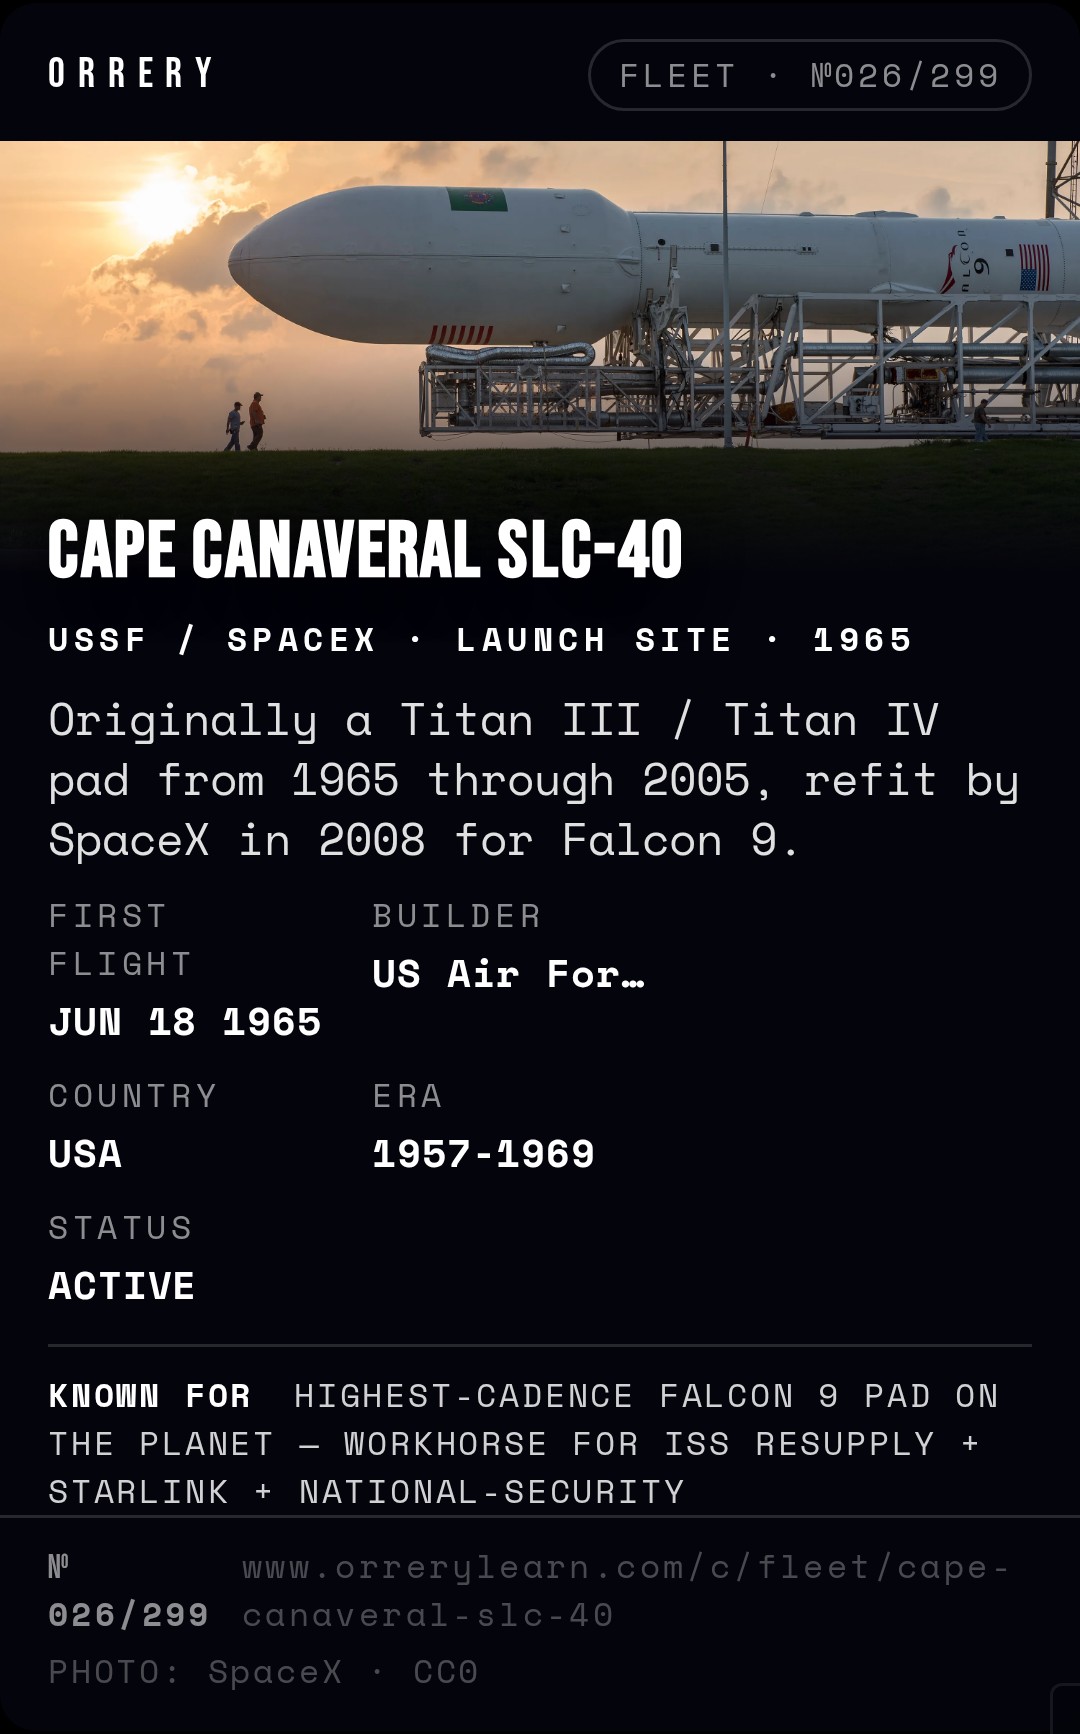 ORRERY
FLEET · №026/299
FALCON 9
CAPE CANAVERAL SLC-40
USSF / SPACEX · LAUNCH SITE · 1965
Originally a Titan III / Titan IV
pad from 1965 through 2005, refit by
SpaceX in 2008 for Falcon 9.
FIRST
FLIGHT
JUN 18 1965
BUILDER
US Air For…
COUNTRY
USA
ERA
1957-1969
STATUS
ACTIVE
KNOWN FOR HIGHEST-CADENCE FALCON 9 PAD ON
THE PLANET — WORKHORSE FOR ISS RESUPPLY +
STARLINK + NATIONAL-SECURITY
№
026/299
www.orrerylearn.com/c/fleet/cape-
canaveral-slc-40
PHOTO: SpaceX · CC0